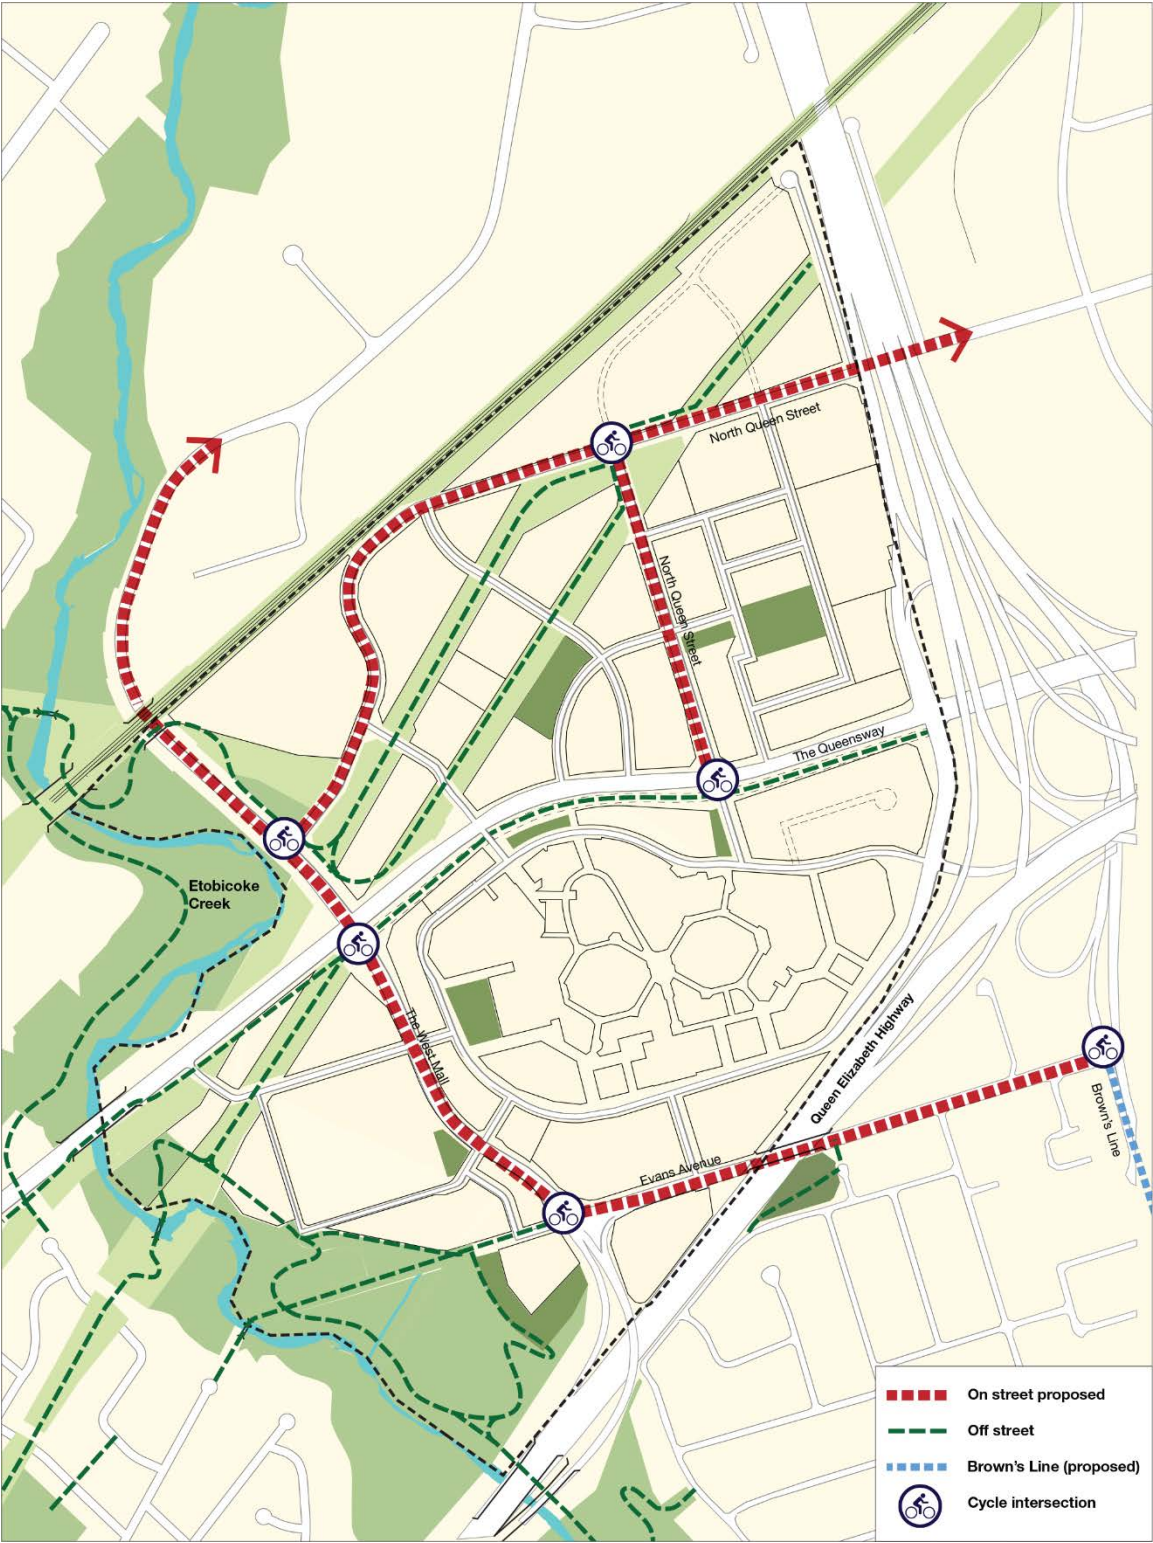 North Queen Street
North Queen Street
The Queensway
Etobicoke
Creek
The West Mall
Queen Elizabeth Highway
Brown's Line
Evans Avenue
On street proposed
Off street
Brown's Line (proposed)
Cycle intersection